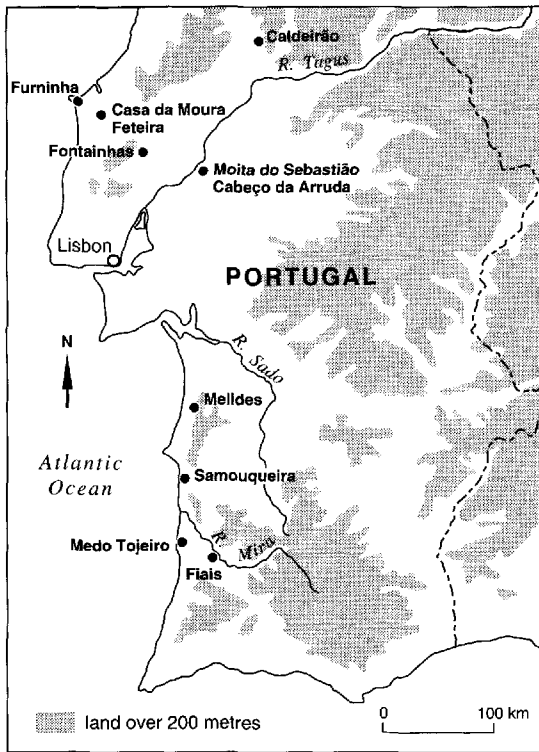 Caldeirão
R. Tagus
Furninha
Casa da Moura
Feteira
Fontainhas
Moita do Sebastião
Cabeço da Arruda
Lisbon
PORTUGAL
N
R. Sado
Melides
Atlantic
Ocean
Samouqueira
R. Mira
Medo Tojeiro
Fiais
land over 200 metres
0 100 km